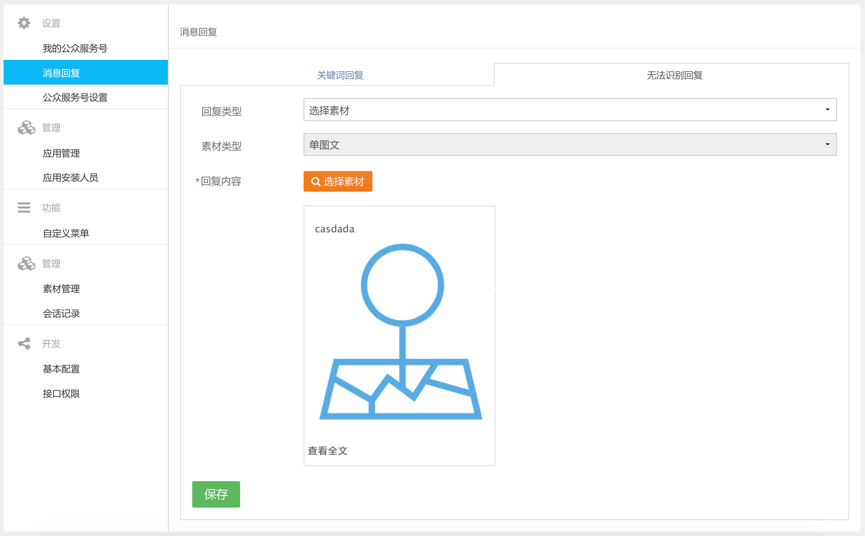 设置
我的公众服务号
消息回复
公众服务号设置
管理
应用管理
应用安装人员
功能
自定义菜单
管理
素材管理
会话记录
开发
基本配置
接口权限
消息回复
关键词回复
无法识别回复
回复类型
选择素材
素材类型
单图文
*回复内容
选择素材
casdada
查看全文
保存